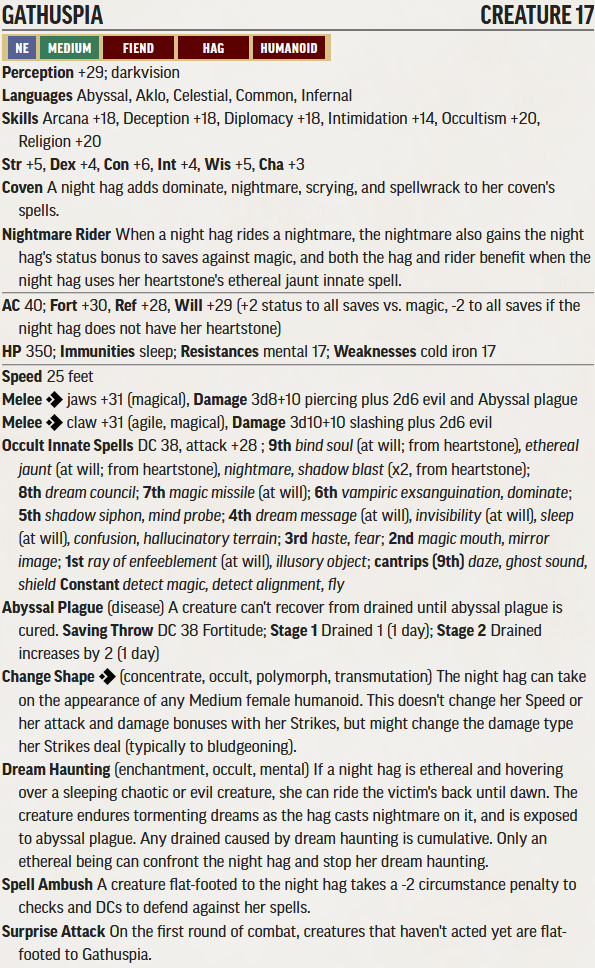 GATHUSPIA CREATURE 17
NE MEDIUM FIEND HAG HUMANOID
Perception +29; darkvision
Languages Abyssal, Aklo, Celestial, Common, Infernal
Skills Arcana +18, Deception +18, Diplomacy +18, Intimidation +14, Occultism +20,
Religion +20
Str +5, Dex +4, Con +6, Int +4, Wis +5, Cha +3
Coven A night hag adds dominate, nightmare, scrying, and spellwrack to her coven's
spells.
Nightmare Rider When a night hag rides a nightmare, the nightmare also gains the night
hag's status bonus to saves against magic, and both the hag and rider benefit when the
night hag uses her heartstone's ethereal jaunt innate spell.
AC 40; Fort +30, Ref +28, Will +29 (+2 status to all saves vs. magic, -2 to all saves if the
night hag does not have her heartstone)
HP 350; Immunities sleep; Resistances mental 17; Weaknesses cold iron 17
Speed 25 feet
Melee jaws +31 (magical), Damage 3d8+10 piercing plus 2d6 evil and Abyssal plague
Melee claw +31 (agile, magical), Damage 3d10+10 slashing plus 2d6 evil
Occult Innate Spells DC 38, attack +28 ; 9th bind soul (at will; from heartstone), ethereal
jaunt (at will; from heartstone), nightmare, shadow blast (x2, from heartstone);
8th dream council; 7th magic missile (at will); 6th vampiric exsanguination, dominate;
5th shadow siphon, mind probe; 4th dream message (at will), invisibility (at will), sleep
(at will), confusion, hallucinatory terrain; 3rd haste, fear; 2nd magic mouth, mirror
image; 1st ray of enfeeblement (at will), illusory object; cantrips (9th) daze, ghost sound,
shield Constant detect magic, detect alignment, fly
Abyssal Plague (disease) A creature can't recover from drained until abyssal plague is
cured. Saving Throw DC 38 Fortitude; Stage 1 Drained 1 (1 day); Stage 2 Drained
increases by 2 (1 day)
Change Shape (concentrate, occult, polymorph, transmutation) The night hag can take
on the appearance of any Medium female humanoid. This doesn't change her Speed or
her attack and damage bonuses with her Strikes, but might change the damage type
her Strikes deal (typically to bludgeoning).
Dream Haunting (enchantment, occult, mental) If a night hag is ethereal and hovering
over a sleeping chaotic or evil creature, she can ride the victim's back until dawn. The
creature endures tormenting dreams as the hag casts nightmare on it, and is exposed
to abyssal plague. Any drained caused by dream haunting is cumulative. Only an
ethereal being can confront the night hag and stop her dream haunting.
Spell Ambush A creature flat-footed to the night hag takes a -2 circumstance penalty to
checks and DCs to defend against her spells.
Surprise Attack On the first round of combat, creatures that haven't acted yet are flat-
footed to Gathuspia.